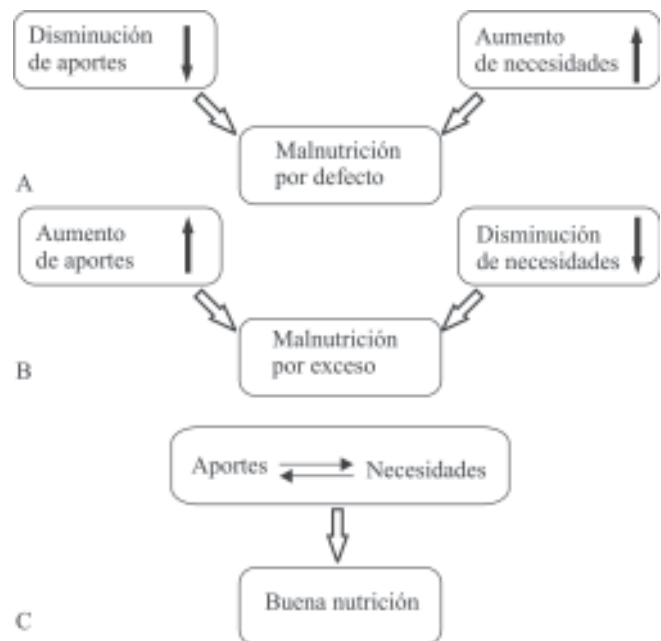 Disminución
de aportes
Aumento
de necesidades
Malnutrición
por defecto
A
Aumento
de aportes
Disminución
de necesidades
Malnutrición
por exceso
B
Aportes
Necesidades
Buena nutrición
C